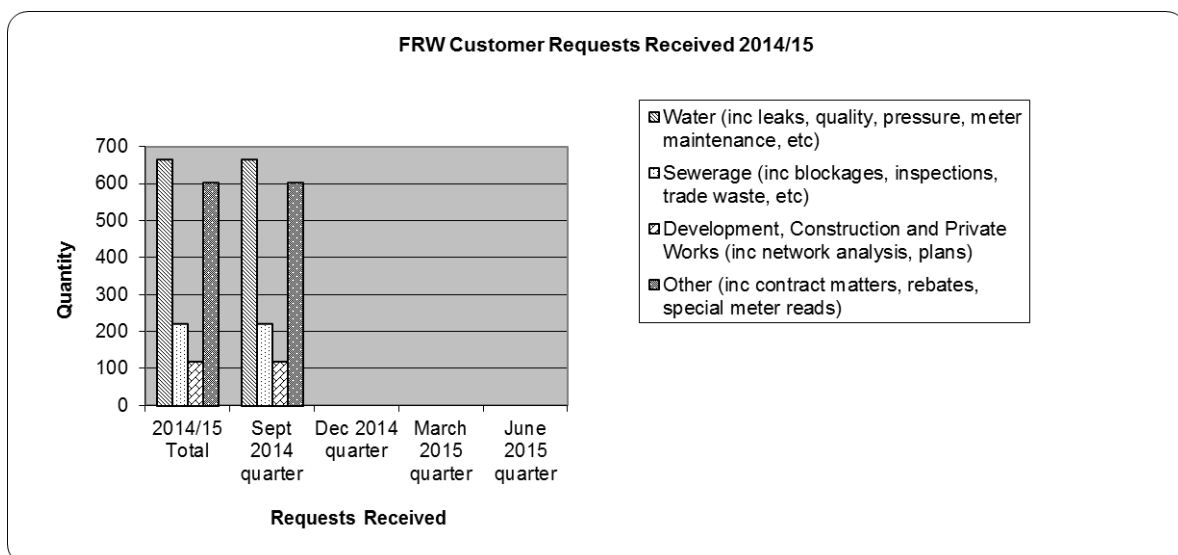 FRW Customer Requests Received 2014/15
Quantity
700
600
500
400
300
200
100
0
2014/15
Total
Sept
2014
quarter
Dec 2014
quarter
March
2015
quarter
June
2015
quarter
Requests Received
Water (inc leaks, quality, pressure, meter
maintenance, etc)
Sewerage (inc blockages, inspections,
trade waste, etc)
Development, Construction and Private
Works (inc network analysis, plans)
Other (inc contract matters, rebates,
special meter reads)